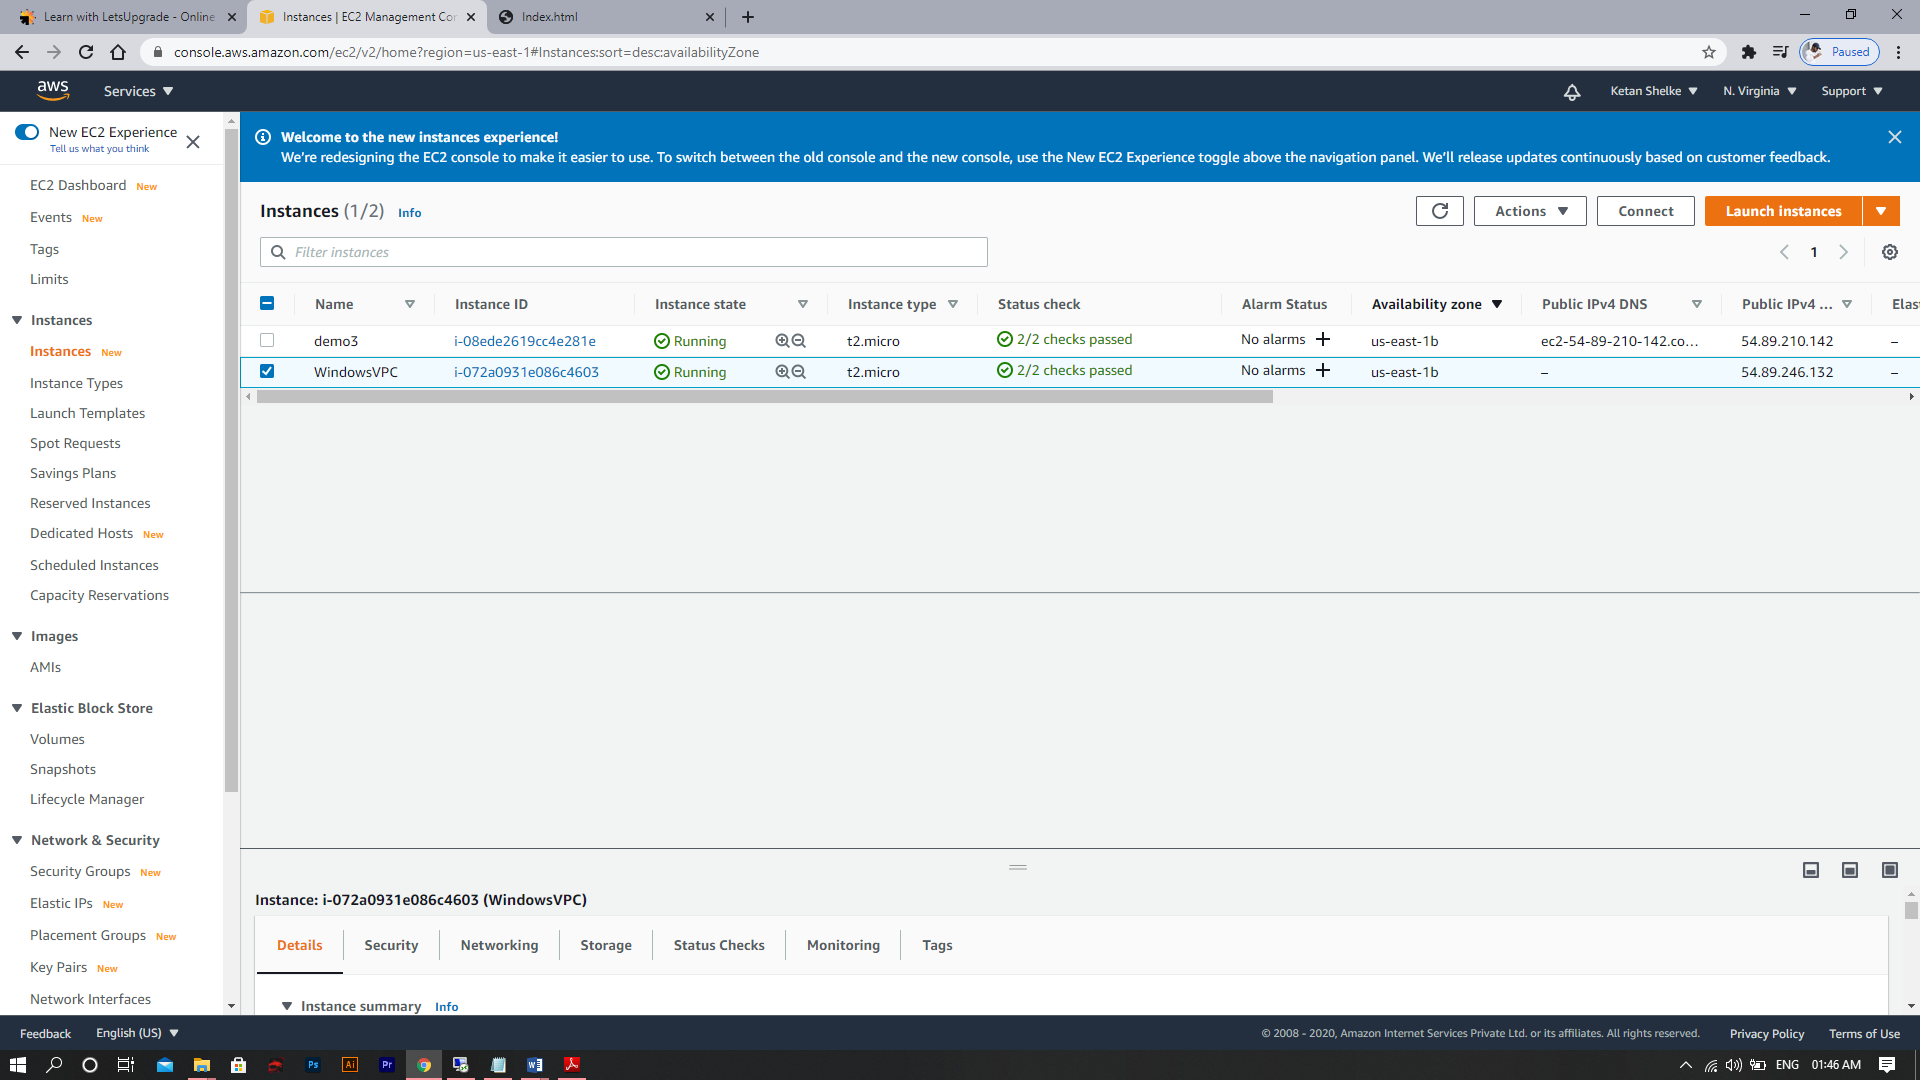 Learn with LetsUpgrade - Online
Instances | EC2 Management Cor
Index.html
console.aws.amazon.com/ec2/v2/home?region=us-east-1#Instances:sort=desc:availabilityZone
Paused
aws
Services
Ketan Shelke
N. Virginia
Support
New EC2 Experience
Tell us what you think
EC2 Dashboard New
Events New
Tags
Limits
Instances
Instances New
Instance Types
Launch Templates
Spot Requests
Savings Plans
Reserved Instances
Dedicated Hosts New
Scheduled Instances
Capacity Reservations
Images
AMIs
Elastic Block Store
Volumes
Snapshots
Lifecycle Manager
Network & Security
Security Groups New
Elastic IPs New
Placement Groups New
Key Pairs New
Network Interfaces
Welcome to the new instances experience!
We're redesigning the EC2 console to make it easier to use. To switch between the old console and the new console, use the New EC2 Experience toggle above the navigation panel. We'll release updates continuously based on customer feedback.
Instances (1/2) Info
Actions
Connect
Launch instances
Filter instances
1
Name Instance ID Instance state Instance type Status check Alarm Status Availability zone Public IPv4 DNS Public IPv4 ... Elas
demo3 i-08ede2619cc4e281e Running t2.micro 2/2 checks passed No alarms us-east-1b ec2-54-89-210-142.co... 54.89.210.142 –
WindowsVPC i-072a0931e086c4603 Running t2.micro 2/2 checks passed No alarms us-east-1b – 54.89.246.132 –
Instance: i-072a0931e086c4603 (WindowsVPC)
Details Security Networking Storage Status Checks Monitoring Tags
Instance summary Info
Feedback
English (US)
© 2008 - 2020, Amazon Internet Services Private Ltd. or its affiliates. All rights reserved.
Privacy Policy
Terms of Use
Ps
Ai
Pr
ENG
01:46 AM